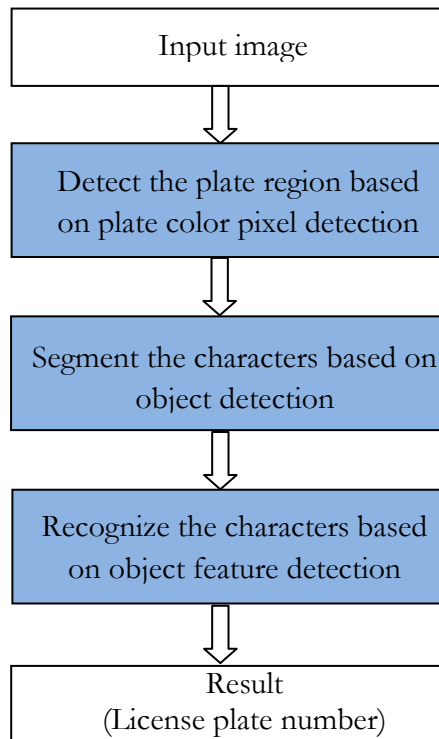 Input image
Detect the plate region based
on plate color pixel detection
Segment the characters based on
object detection
Recognize the characters based
on object feature detection
Result
(License plate number)